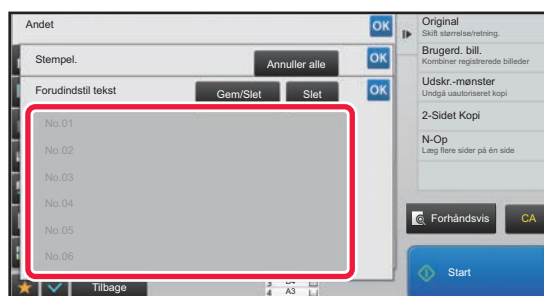 Andet
OK
Stempel.
Annuller alle
OK
Forudindstil tekst
Gem/Slet
Slet
OK
No.01
No.02
No.03
No.04
No.05
No.06
Tilbage
A3
4
Original
Skift størrelse/retning.
Brugerd. bill.
Kombiner registrerede billeder
Udskr.-mønster
Undgå uautoriseret kopi
2-Sidet Kopi
N-Op
Læg flere sider på én side
Forhåndsvis
CA
Start